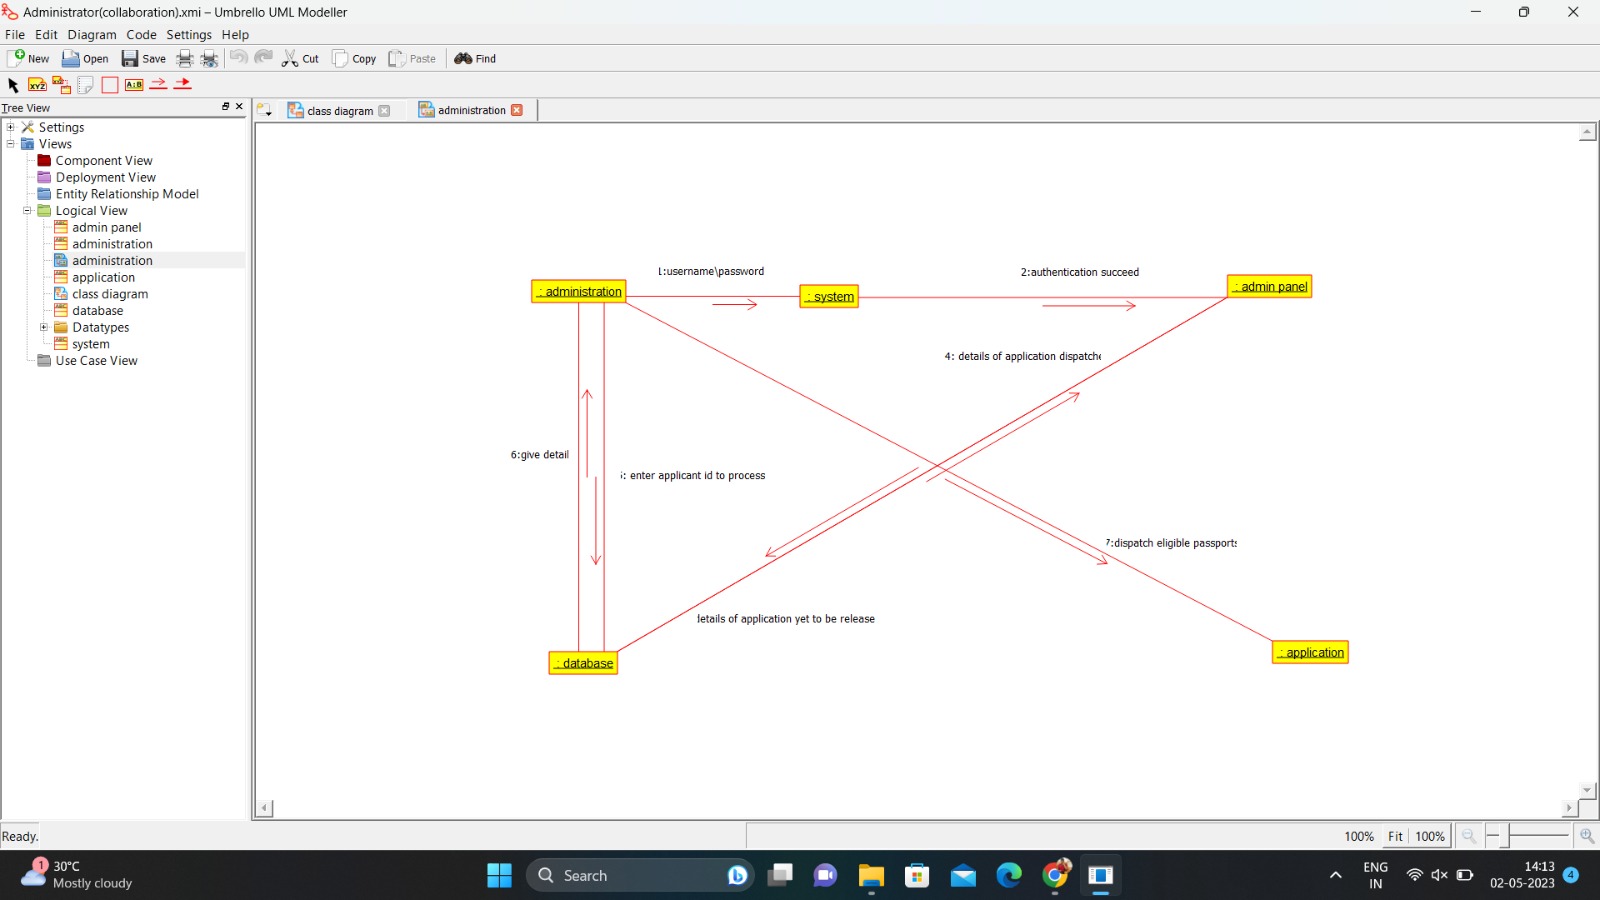 Administrator(collaboration).xmi – Umbrello UML Modeller
File Edit Diagram Code Settings Help
New Open Save Cut Copy Paste Find
XYZ A:B
Tree View
class diagram administration
Settings
Views
Component View
Deployment View
Entity Relationship Model
Logical View
admin panel
administration
administration
application
class diagram
database
Datatypes
system
Use Case View
1:username\password
2:authentication succeed
: administration
: system
: admin panel
4: details of application dispatche
6:give detail
: enter applicant id to process
7:dispatch eligible passports
details of application yet to be release
: database
: application
Ready.
100% Fit 100%
1 30°C
Mostly cloudy
Search
ENG
IN
14:13
02-05-2023
4